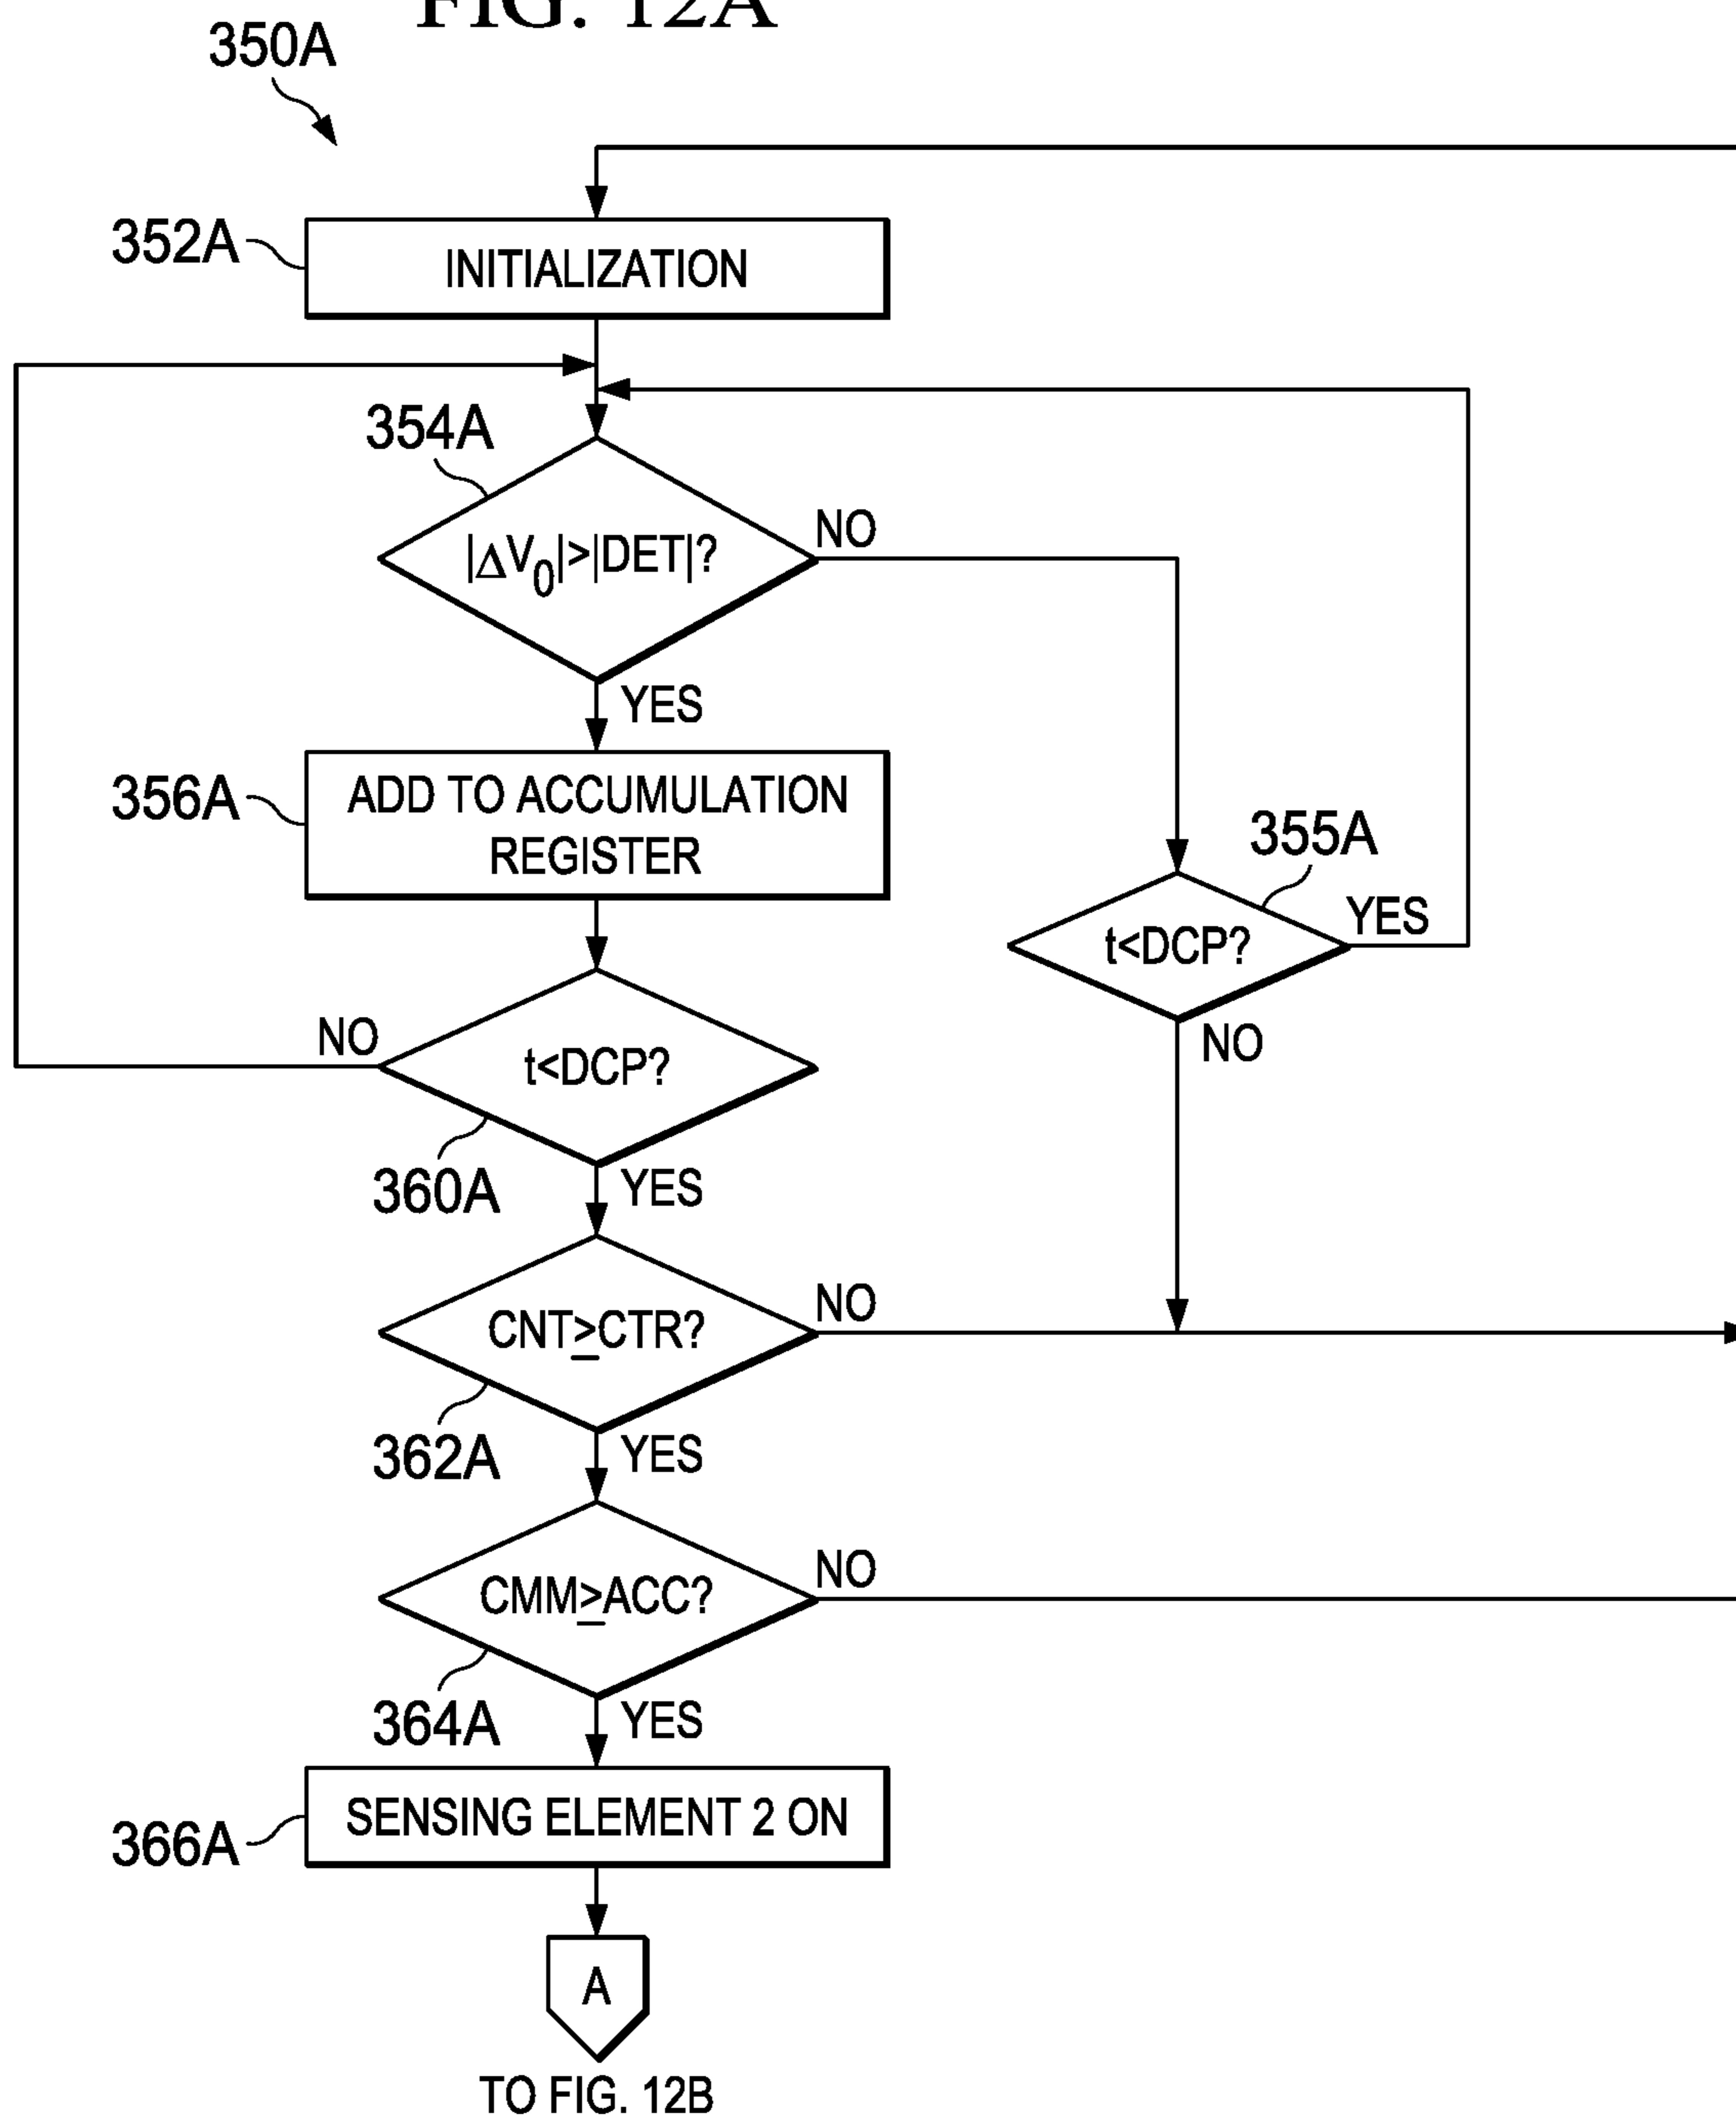 FIG. 12A
350A
352A
INITIALIZATION
354A
|ΔV0|>|DET|?
NO
YES
356A
ADD TO ACCUMULATION
REGISTER
355A
t<DCP?
YES
NO
NO
t<DCP?
360A
YES
CNT≥CTR?
NO
362A
YES
CMM≥ACC?
NO
364A
YES
SENSING ELEMENT 2 ON
366A
A
TO FIG. 12B